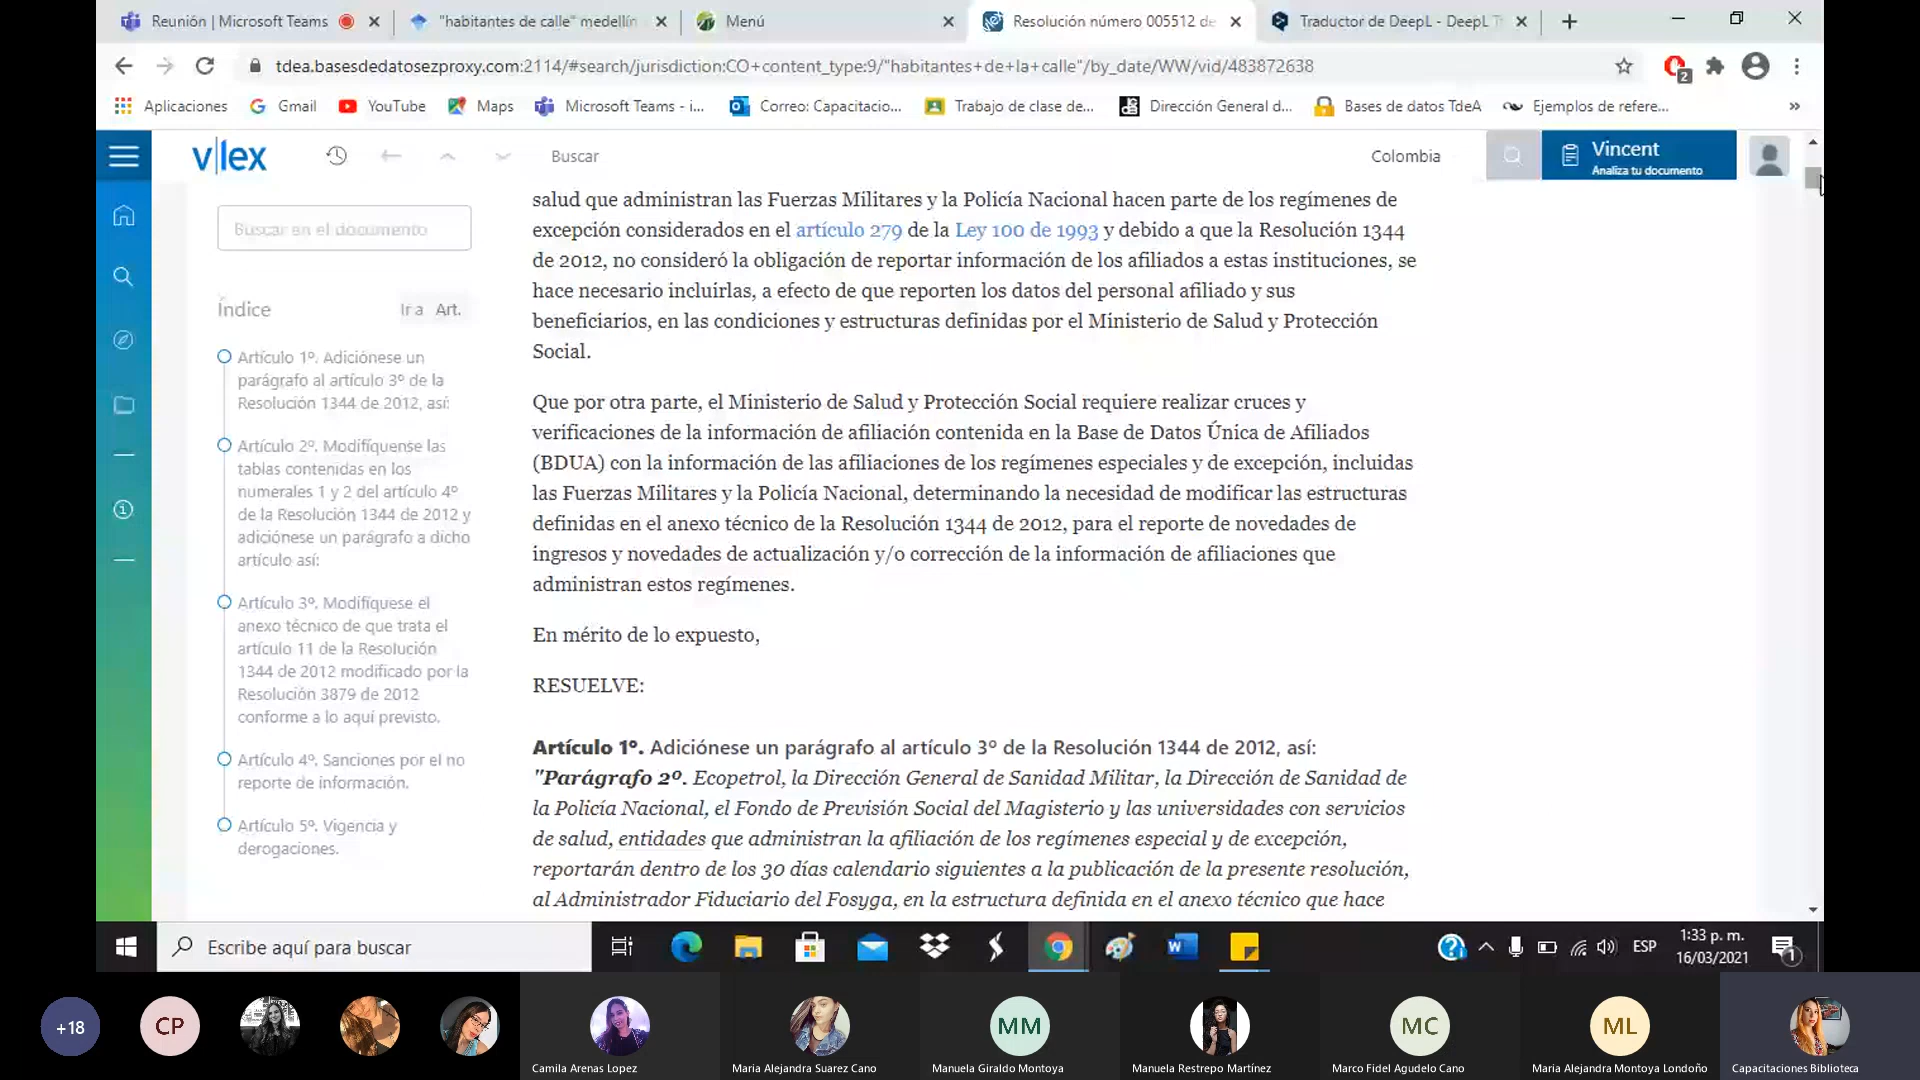 Reunión | Microsoft Teams
"habitantes de calle" medellín
Menú
Resolución número 005512 de
Traductor de DeepL - DeepL T
tdea.basesdedatosezproxy.com:2114/#search/jurisdiction:CO+content_type:9/"habitantes+de+la+calle"/by_date/WW/vid/483872638
2
Aplicaciones
Gmail
YouTube
Maps
Microsoft Teams - i...
Correo: Capacitacio...
Trabajo de clase de...
Dirección General d...
Bases de datos TdeA
Ejemplos de refere...
»
v|lex
Buscar
Colombia
Vincent
Analiza tu documento
Buscar en el documento
Índice
Ir a Art.
Artículo 1º. Adiciónese un
parágrafo al artículo 3º de la
Resolución 1344 de 2012, así:
Artículo 2º. Modifíquense las
tablas contenidas en los
numerales 1 y 2 del artículo 4º
de la Resolución 1344 de 2012 y
adiciónese un parágrafo a dicho
artículo así:
Artículo 3º. Modifíquese el
anexo técnico de que trata el
artículo 11 de la Resolución
1344 de 2012 modificado por la
Resolución 3879 de 2012
conforme a lo aquí previsto.
Artículo 4º. Sanciones por el no
reporte de información.
Artículo 5º. Vigencia y
derogaciones.
salud que administran las Fuerzas Militares y la Policía Nacional hacen parte de los regímenes de
excepción considerados en el artículo 279 de la Ley 100 de 1993 y debido a que la Resolución 1344
de 2012, no consideró la obligación de reportar información de los afiliados a estas instituciones, se
hace necesario incluirlas, a efecto de que reporten los datos del personal afiliado y sus
beneficiarios, en las condiciones y estructuras definidas por el Ministerio de Salud y Protección
Social.
Que por otra parte, el Ministerio de Salud y Protección Social requiere realizar cruces y
verificaciones de la información de afiliación contenida en la Base de Datos Única de Afiliados
(BDUA) con la información de las afiliaciones de los regímenes especiales y de excepción, incluidas
las Fuerzas Militares y la Policía Nacional, determinando la necesidad de modificar las estructuras
definidas en el anexo técnico de la Resolución 1344 de 2012, para el reporte de novedades de
ingresos y novedades de actualización y/o corrección de la información de afiliaciones que
administran estos regímenes.
En mérito de lo expuesto,
RESUELVE:
Artículo 1°. Adiciónese un parágrafo al artículo 3º de la Resolución 1344 de 2012, así:
"Parágrafo 2º. Ecopetrol, la Dirección General de Sanidad Militar, la Dirección de Sanidad de
la Policía Nacional, el Fondo de Previsión Social del Magisterio y las universidades con servicios
de salud, entidades que administran la afiliación de los regímenes especial y de excepción,
reportarán dentro de los 30 días calendario siguientes a la publicación de la presente resolución,
al Administrador Fiduciario del Fosyga, en la estructura definida en el anexo técnico que hace
Escribe aquí para buscar
ESP
1:33 p. m.
16/03/2021
1
+18
CP
MM
MC
ML
Camila Arenas Lopez
Maria Alejandra Suarez Cano
Manuela Giraldo Montoya
Manuela Restrepo Martínez
Marco Fidel Agudelo Cano
Maria Alejandra Montoya Londoño
Capacitaciones Biblioteca